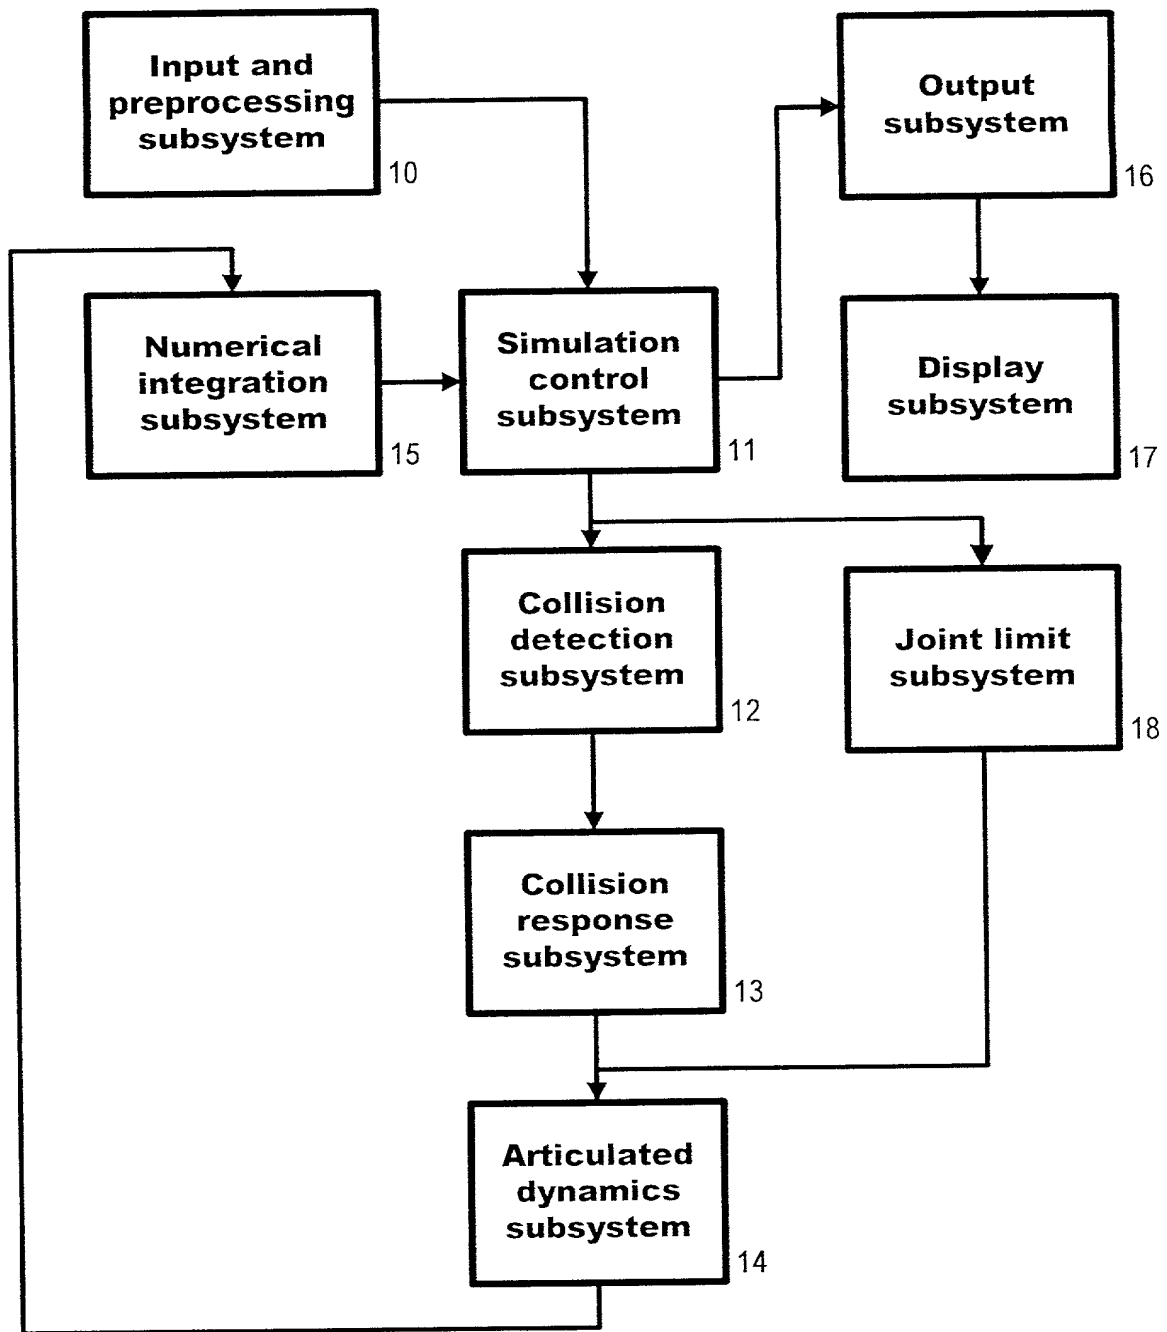 Input and
preprocessing
subsystem
10
Output
subsystem
16
Numerical
integration
subsystem
15
Simulation
control
subsystem
11
Display
subsystem
17
Collision
detection
subsystem
12
Joint limit
subsystem
18
Collision
response
subsystem
13
Articulated
dynamics
subsystem
14